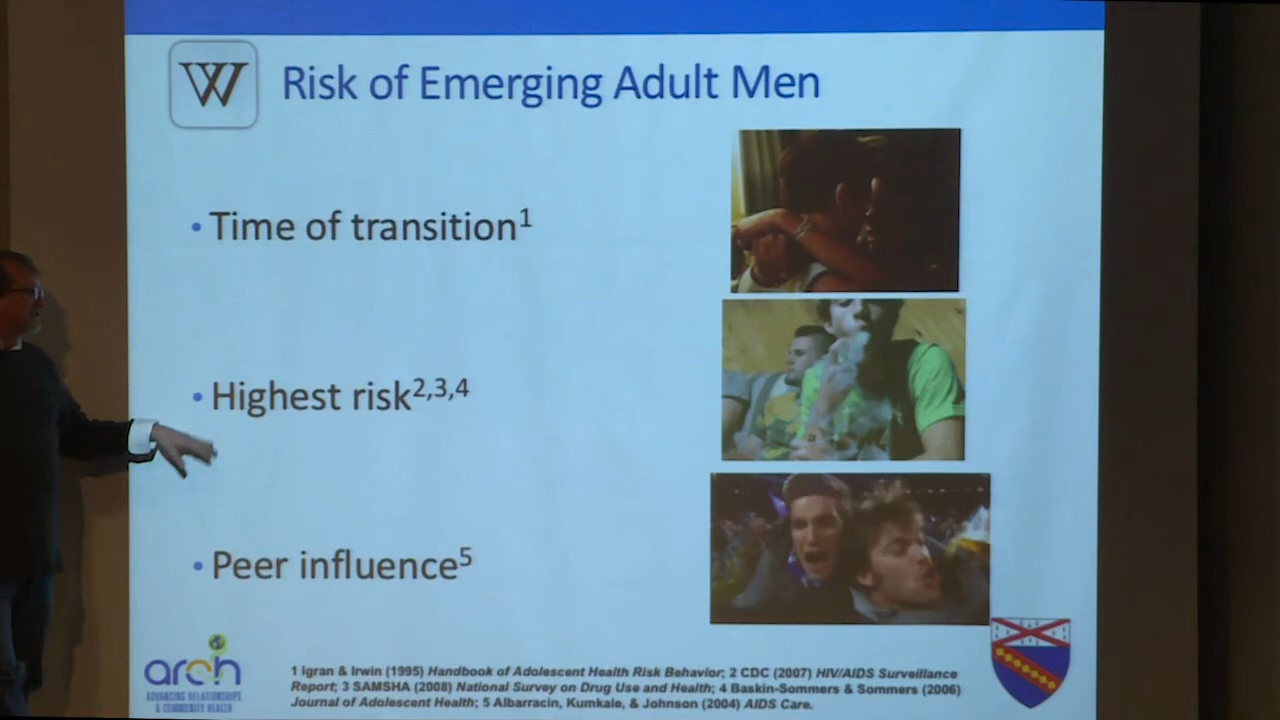 W
Risk of Emerging Adult Men
• Time of transition1
• Highest risk2,3,4
• Peer influence5
arch
ADVANCING RELATIONSHIPS
& COMMUNITY HEALTH
1 Igran & Irwin (1995) Handbook of Adolescent Health Risk Behavior; 2 CDC (2007) HIV/AIDS Surveillance
Report; 3 SAMSHA (2008) National Survey on Drug Use and Health; 4 Baskin-Sommers & Sommers (2006)
Journal of Adolescent Health; 5 Albarracin, Kumkale, & Johnson (2004) AIDS Care.